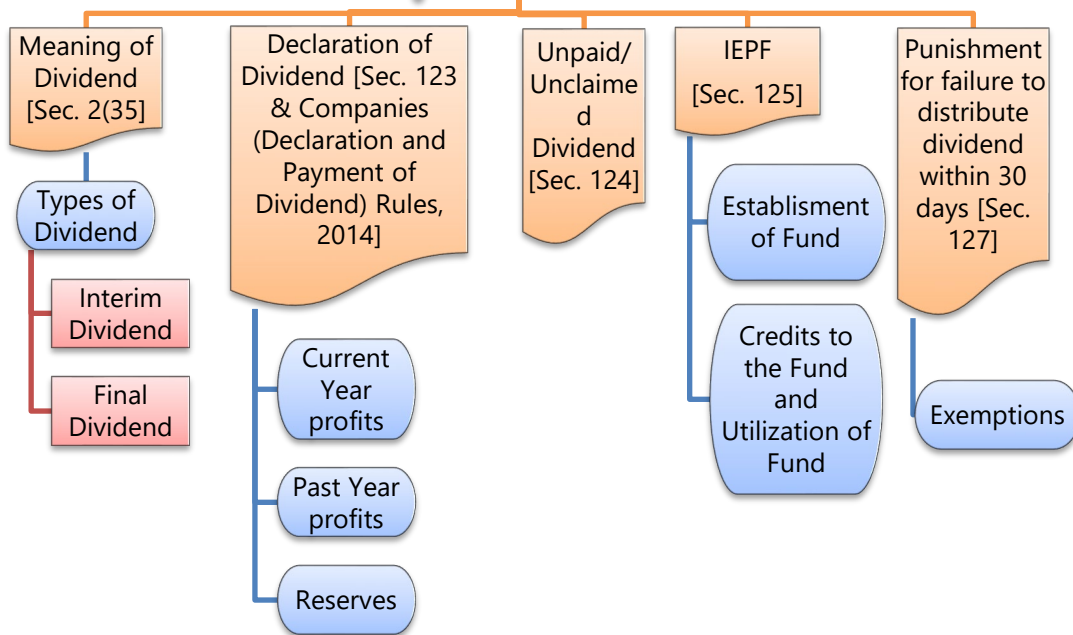 Meaning of
Dividend
[Sec. 2(35]
Types of
Dividend
Interim
Dividend
Final
Dividend
Declaration of
Dividend [Sec. 123
& Companies
(Declaration and
Payment of
Dividend) Rules,
2014]
Current
Year
profits
Past Year
profits
Reserves
Unpaid/
Unclaime
d
Dividend
[Sec. 124]
IEPF
[Sec. 125]
Establisment
of Fund
Credits to
the Fund
and
Utilization of
Fund
Punishment
for failure to
distribute
dividend
within 30
days [Sec.
127]
Exemptions